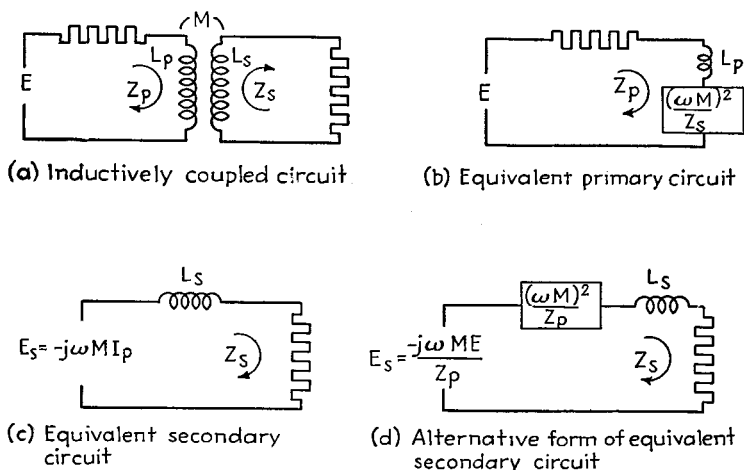 M
E
Lp
Ls
Zp
Zs
(a) Inductively coupled circuit
E
Zp
Lp
(ωM)²
Zs
(b) Equivalent primary circuit
Ls
Es = -jωMIp
Zs
(c) Equivalent secondary
circuit
(ωM)²
Zp
Ls
Es = -jωME
Zp
Zs
(d) Alternative form of equivalent
secondary circuit